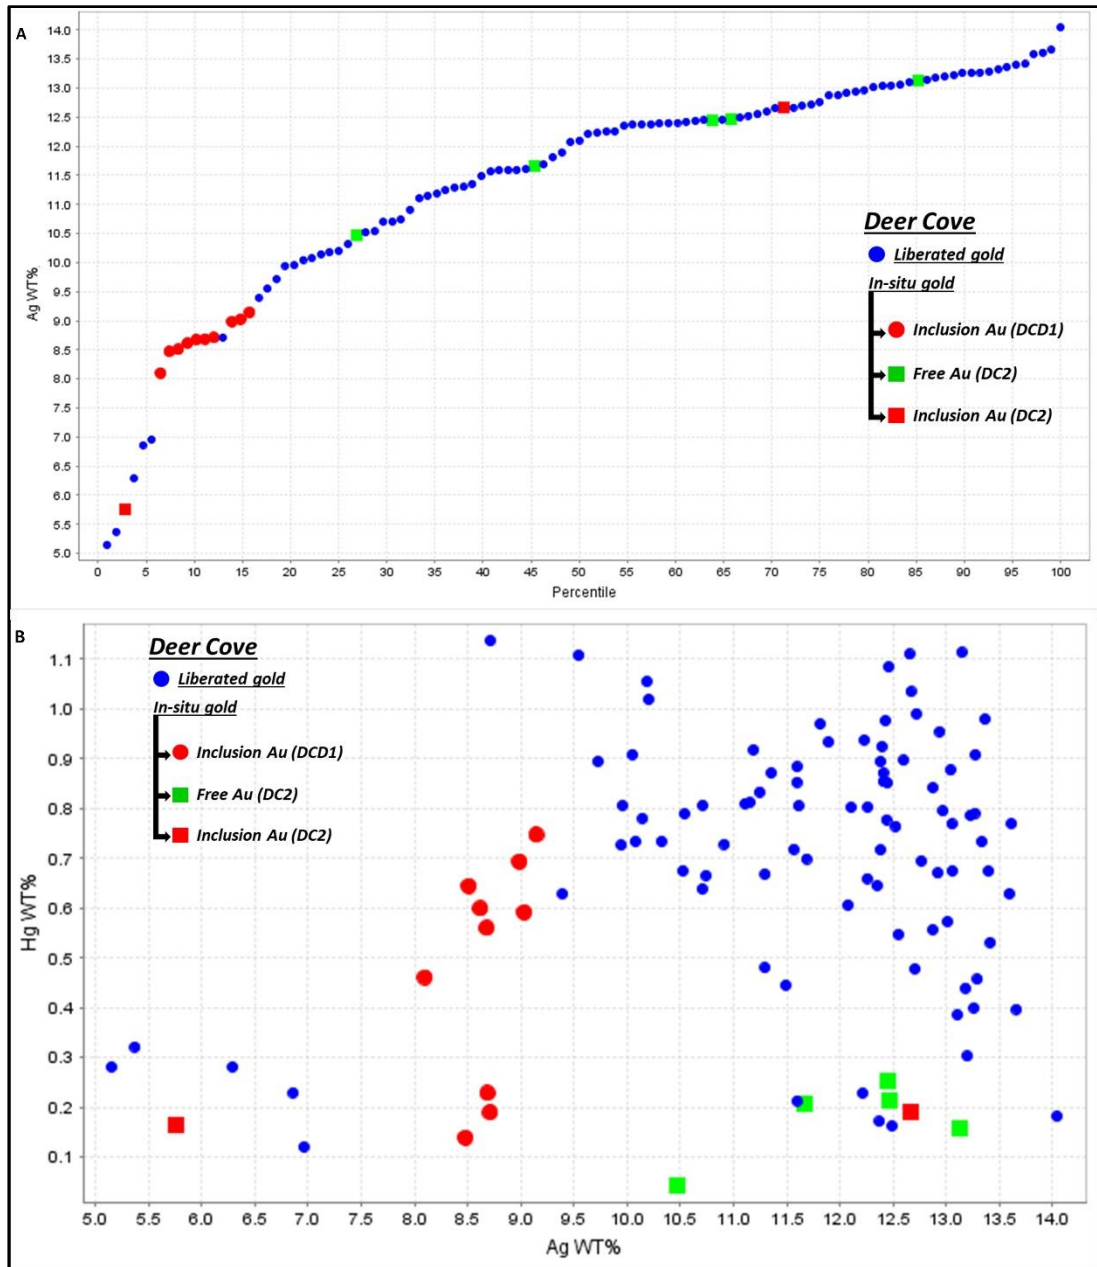 A
14.0
13.5
13.0
12.5
12.0
11.5
11.0
10.5
10.0
9.5
9.0
8.5
8.0
7.5
7.0
6.5
6.0
5.5
5.0
Ag WT%
Deer Cove
Liberated gold
In-situ gold
Inclusion Au (DCD1)
Free Au (DC2)
Inclusion Au (DC2)
0 5 10 15 20 25 30 35 40 45 50 55 60 65 70 75 80 85 90 95 100
Percentile
B
Deer Cove
Liberated gold
In-situ gold
Inclusion Au (DCD1)
Free Au (DC2)
Inclusion Au (DC2)
1.1
1.0
0.9
0.8
0.7
0.6
0.5
0.4
0.3
0.2
0.1
Hg WT%
5.0 5.5 6.0 6.5 7.0 7.5 8.0 8.5 9.0 9.5 10.0 10.5 11.0 11.5 12.0 12.5 13.0 13.5 14.0
Ag WT%